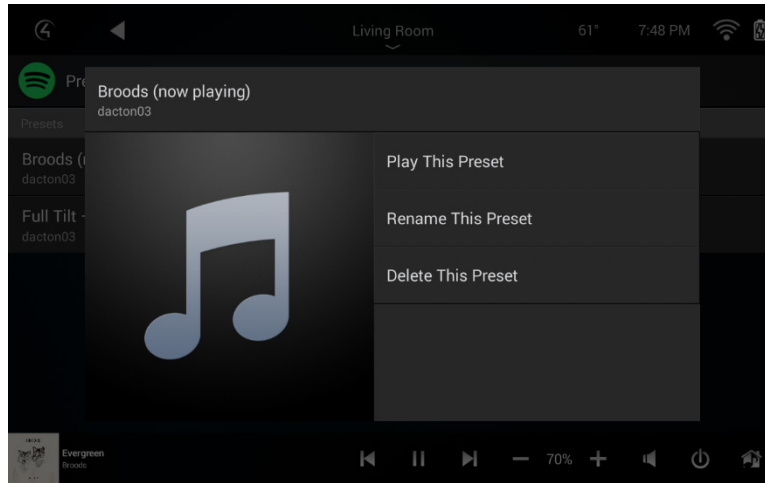 Living Room
61°
7:48 PM
Pre
Broods (now playing)
dacton03
Presets
Broods (
dacton03
Full Tilt -
dacton03
Play This Preset
Rename This Preset
Delete This Preset
Evergreen
Broods
70%